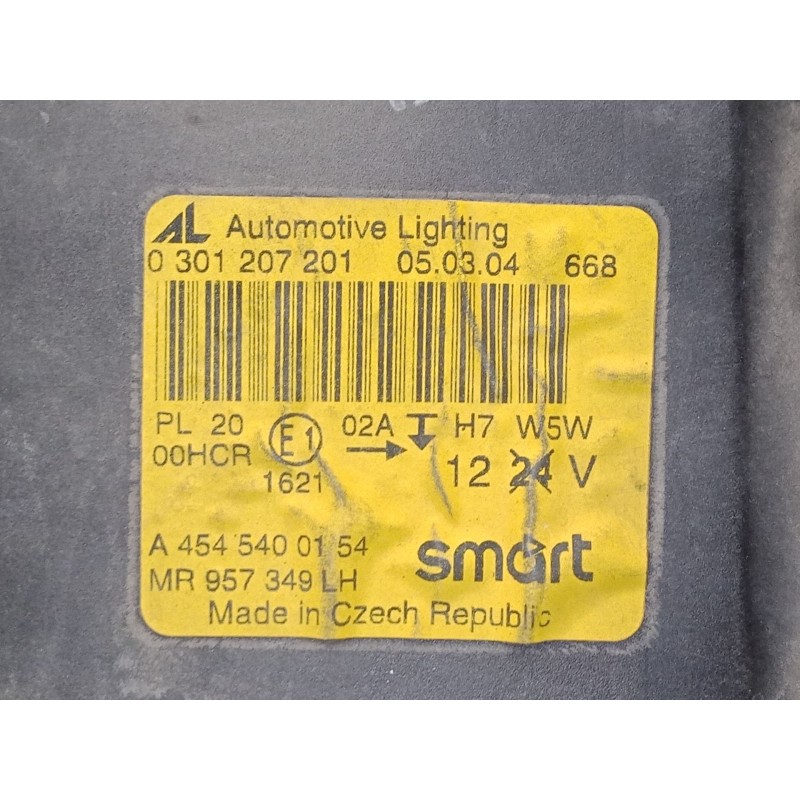 AL Automotive Lighting
0 301 207 201 05.03.04 668
PL 20 E1 02A H7 W5W
00HCR 1621 12 24 V
A 454 540 01 54 smart
MR 957 349 LH
Made in Czech Republic